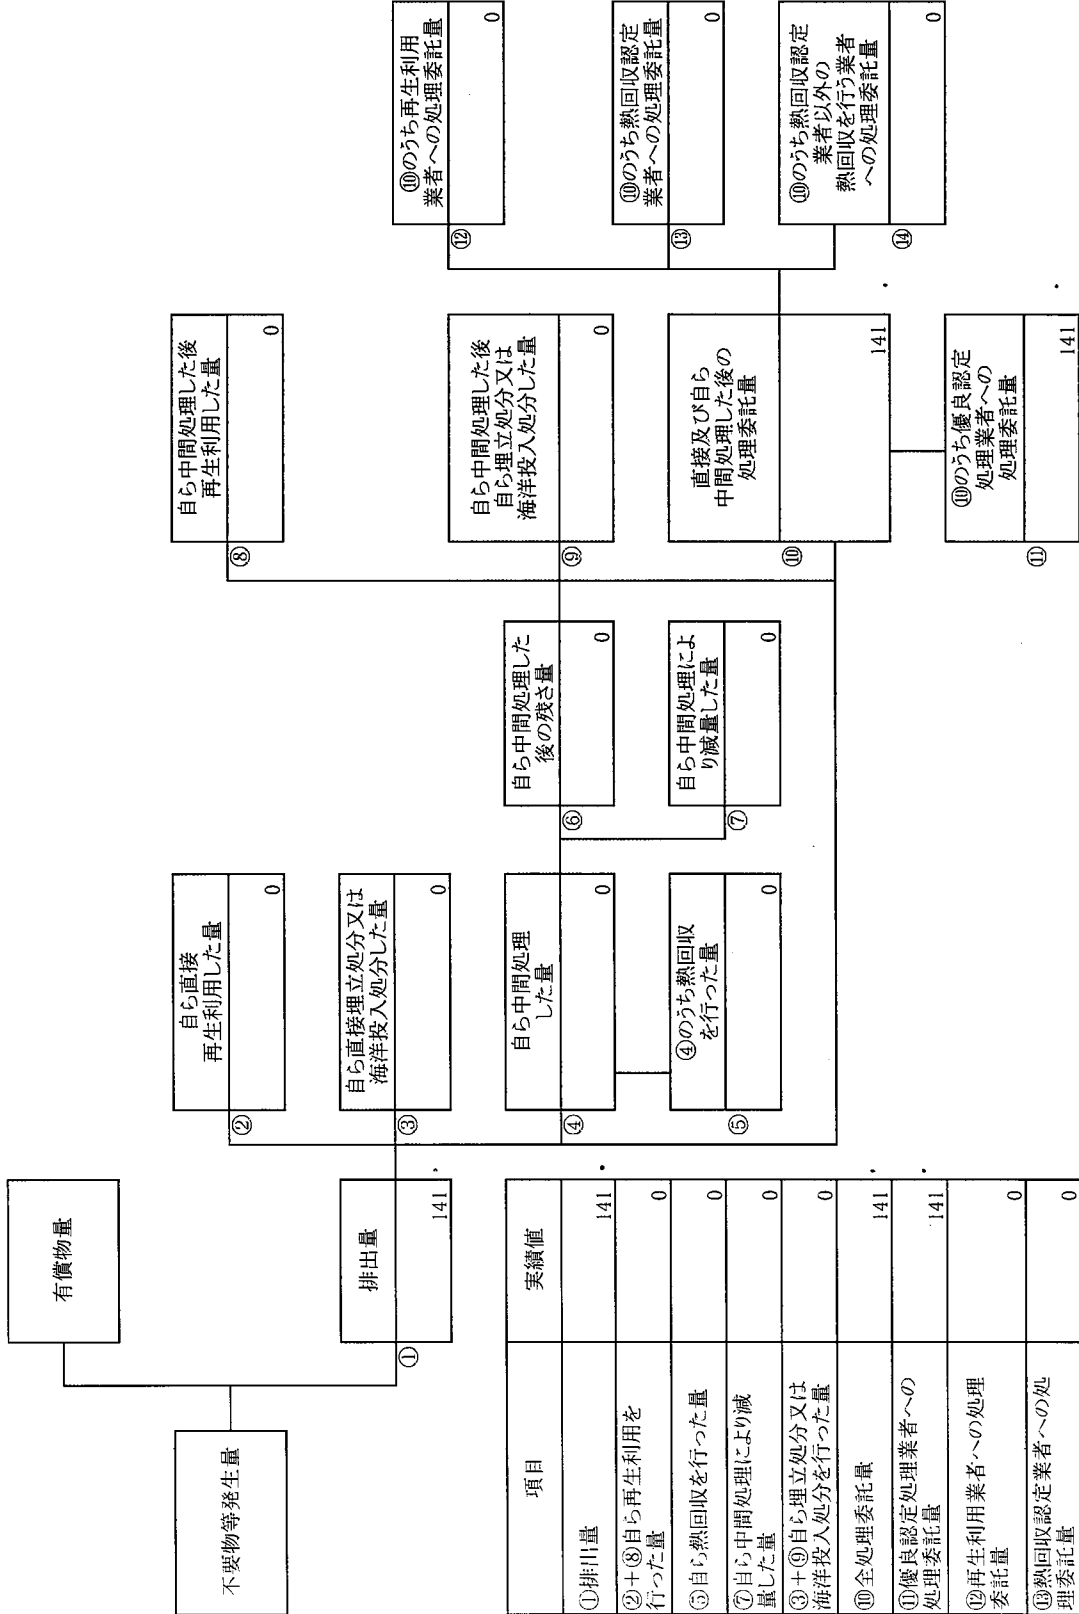 不要物等発生量
有償物量
排出量
①
141
自ら直接
再生利用した量
②
0
自ら直接埋立処分又は
海洋投入処分した量
③
0
自ら中間処理
した量
④
0
④のうち熱回収
を行った量
⑤
0
自ら中間処理した
後の残さ量
⑥
0
自ら中間処理によ
り減量した量
⑦
0
自ら中間処理した後
再生利用した量
⑧
0
自ら中間処理した後
自ら埋立処分又は
海洋投入処分した量
⑨
0
直接及び自ら
中間処理した後の
処理委託量
⑩
141
⑩のうち優良認定
処理業者への
処理委託量
⑪
141
⑩のうち再生利用
業者への処理委託量
⑫
0
⑩のうち熱回収認定
業者への処理委託量
⑬
0
⑩のうち熱回収認定
業者以外の
熱回収を行う業者
への処理委託量
⑭
0
項目 実績値
①排出量 141
②+⑧自ら再生利用を
行った量 0
⑤自ら熱回収を行った量 0
⑦自ら中間処理により減
量した量 0
③+⑨自ら埋立処分又は
海洋投入処分を行った量 0
⑩全処理委託量 141
⑪優良認定処理業者への
処理委託量 141
⑫再生利用業者への処理
委託量 0
⑬熱回収認定業者への処
理委託量 0